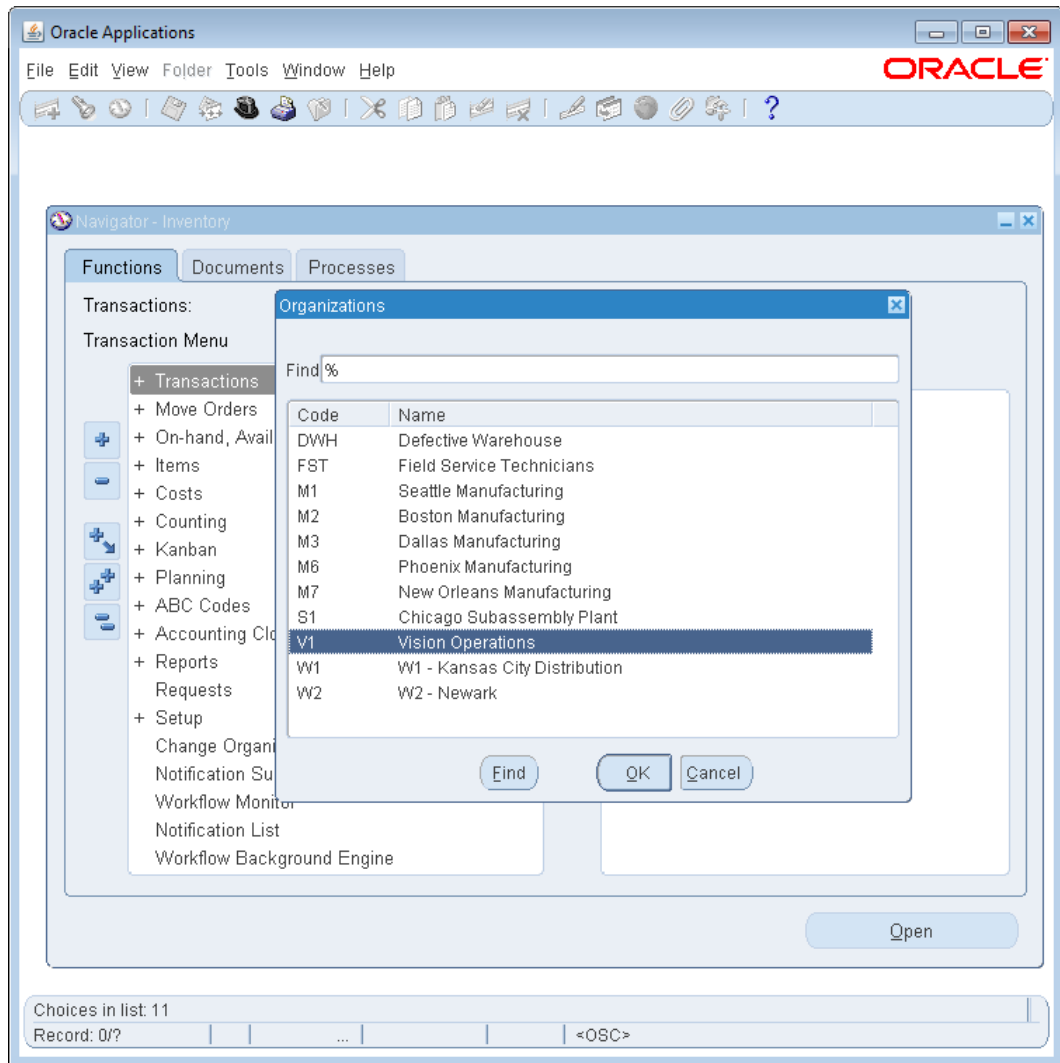 Oracle Applications
File Edit View Folder Tools Window Help
ORACLE
Navigator - Inventory
Functions Documents Processes
Transactions:
Transaction Menu
+ Transactions
+ Move Orders
+ On-hand, Avail
+ Items
+ Costs
+ Counting
+ Kanban
+ Planning
+ ABC Codes
+ Accounting Clo
+ Reports
Requests
+ Setup
Change Organi
Notification Su
Workflow Monitor
Notification List
Workflow Background Engine
Organizations
Find %
Code Name
DWH Defective Warehouse
FST Field Service Technicians
M1 Seattle Manufacturing
M2 Boston Manufacturing
M3 Dallas Manufacturing
M6 Phoenix Manufacturing
M7 New Orleans Manufacturing
S1 Chicago Subassembly Plant
V1 Vision Operations
W1 W1 - Kansas City Distribution
W2 W2 - Newark
Find OK Cancel
Open
Choices in list: 11
Record: 0/? ... <OSC>